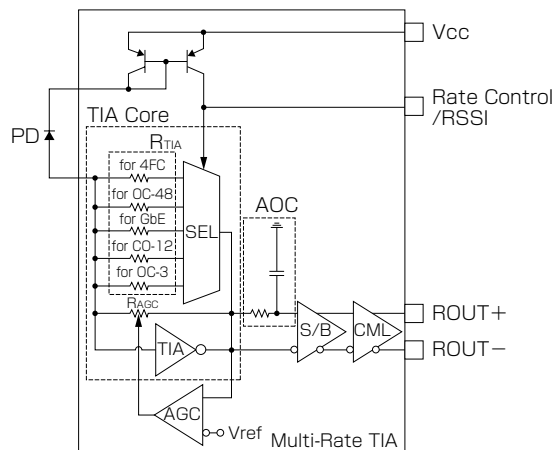 Vcc
Rate Control
/RSSI
PD
TIA Core
RTIA
for 4FC
for OC-48
for GbE
for CO-12
for OC-3
SEL
AOC
RAGC
TIA
S/B
CML
ROUT+
ROUT−
AGC
Vref
Multi-Rate TIA